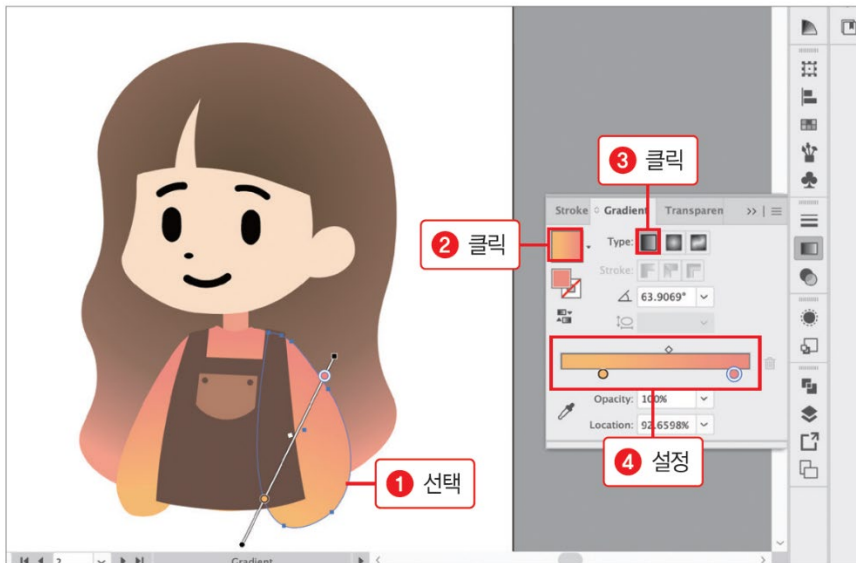 3 클릭
Stroke Gradien Transparen
2 클릭
Type:
Stroke:
63.9069°
Opacity: 100%
Location: 92.6598%
1 선택
4 설정
Gradient